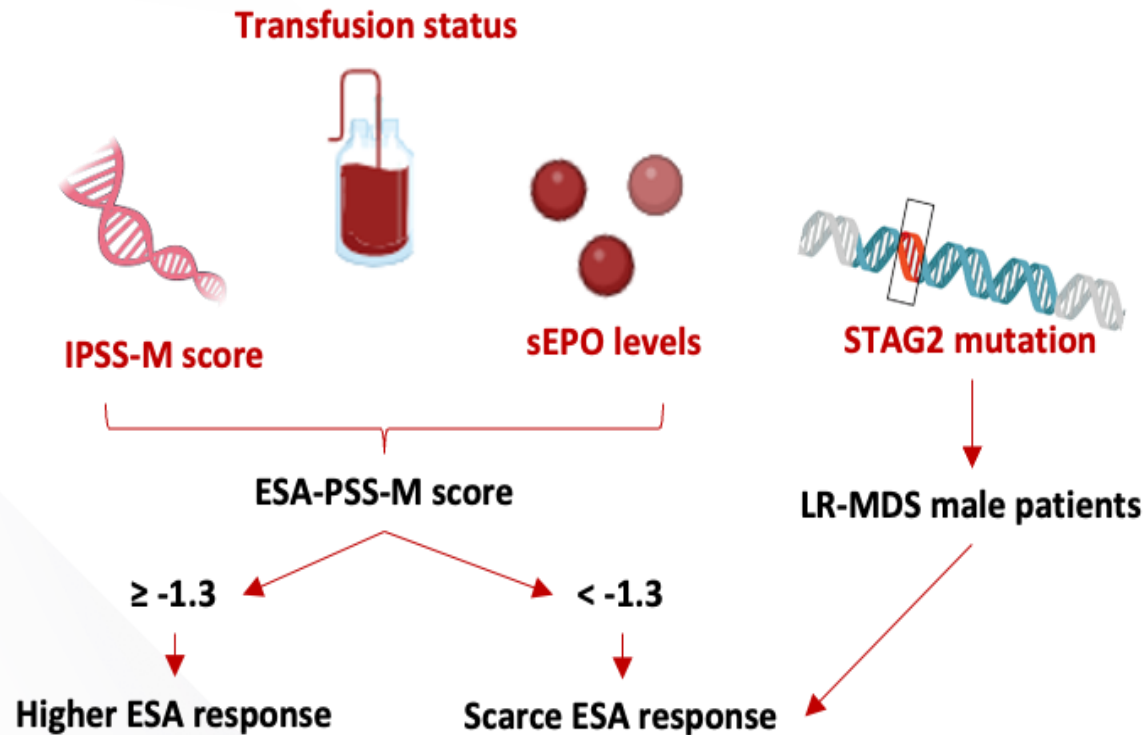 Transfusion status
IPSS-M score
sEPO levels
STAG2 mutation
ESA-PSS-M score
LR-MDS male patients
≥ -1.3
< -1.3
Higher ESA response
Scarce ESA response